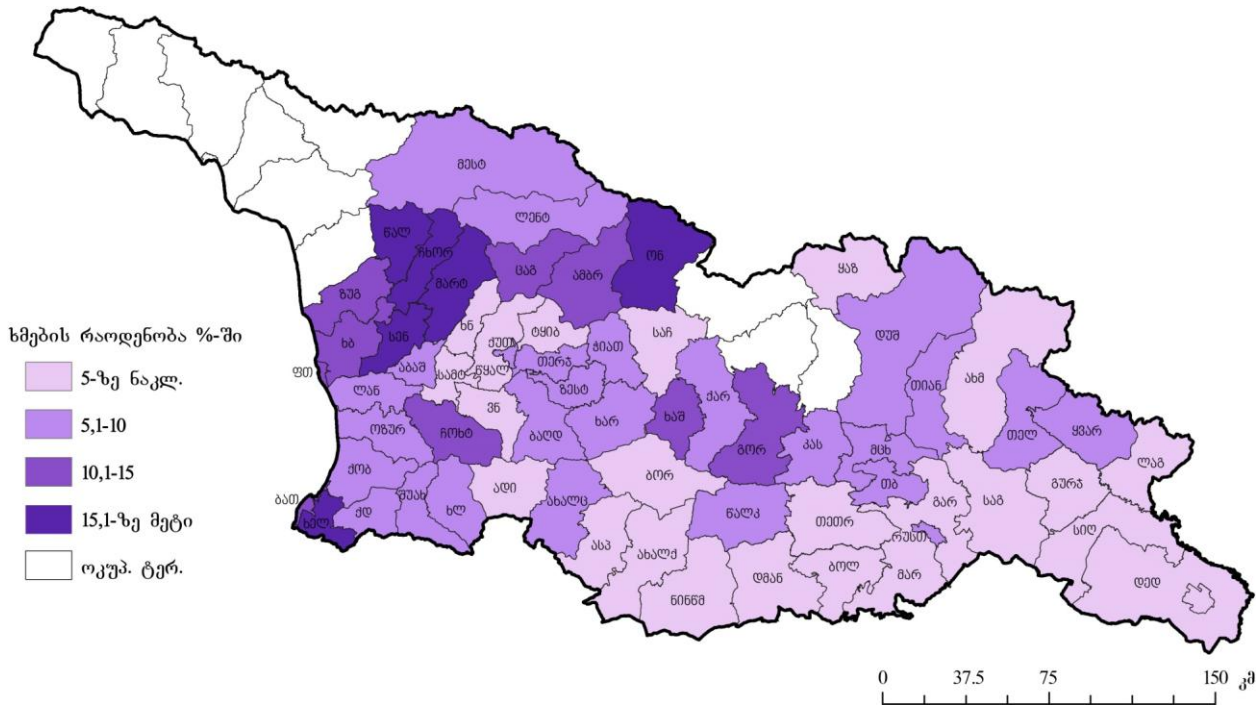 მესტ
ლენტ
წალ
ჩხორ
მარტ
ცაგ
ამბრ
ონ
ყაზ
ზუგ
ხბ
სენ
ხნ
ტყიბ
ქუთ
წყალ
სამტ
აბაშ
ფთ
ჭიათ
თერჯ
ზესტ
საჩ
დუშ
თიან
ახმ
თელ
ყვარ
ლაგ
ხმების რაოდენობა %-ში
5-ზე ნაკლ.
5,1-10
10,1-15
15,1-ზე მეტი
ოკუპ. ტერ.
ლან
ოზურ
ჩოხტ
ვნ
ბაღდ
ხარ
ხაშ
ქარ
გორ
კას
მცხ
თბ
ქობ
ბათ
ხელ
ქდ
შუახ
ხლ
ადი
ახალც
ბორ
წალკ
თეთრ
გარ
საგ
გურჯ
სიღ
რუსთ
ასპ
ახალქ
ნინწმ
დმან
ბოლ
მარ
დედ
0 37.5 75 150 კმ